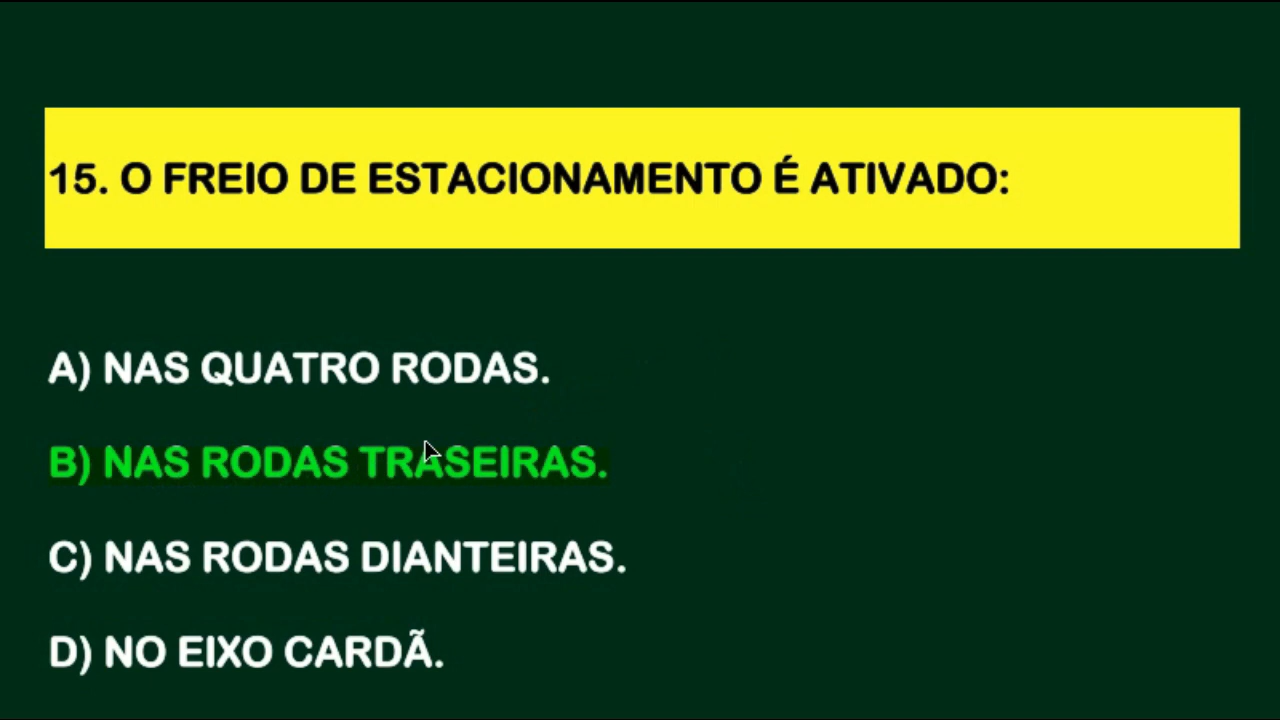 15. O FREIO DE ESTACIONAMENTO É ATIVADO:
A) NAS QUATRO RODAS.
B) NAS RODAS TRASEIRAS.
C) NAS RODAS DIANTEIRAS.
D) NO EIXO CARDÃ.